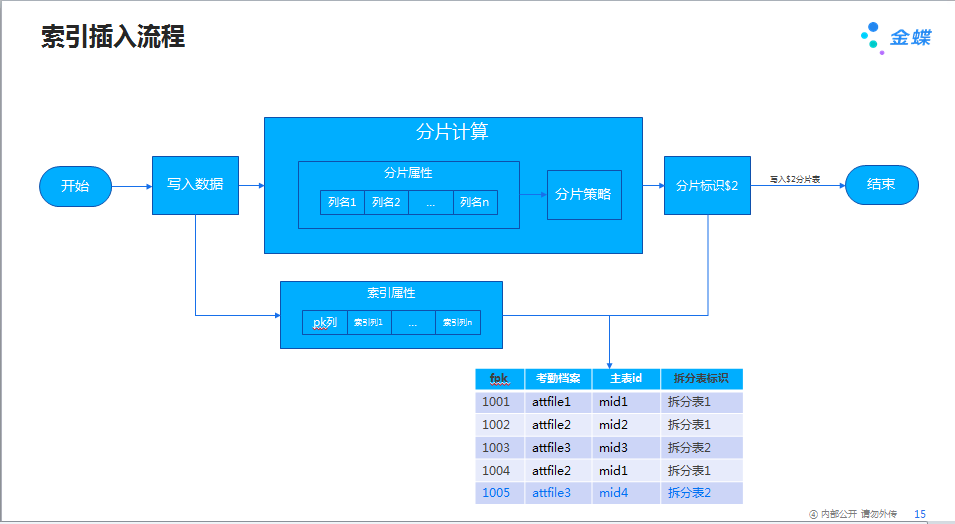 索引插入流程
金蝶
分片计算
分片属性
开始
写入数据
列名1 列名2 ... 列名n
分片策略
分片标识$2
写入$2分片表
结束
索引属性
pk列 索引列1 ... 索引列n
fpk 考勤档案 主表id 拆分表标识
1001 attfile1 mid1 拆分表1
1002 attfile2 mid2 拆分表1
1003 attfile3 mid3 拆分表2
1004 attfile2 mid1 拆分表1
1005 attfile3 mid4 拆分表2
④ 内部公开 请勿外传 15